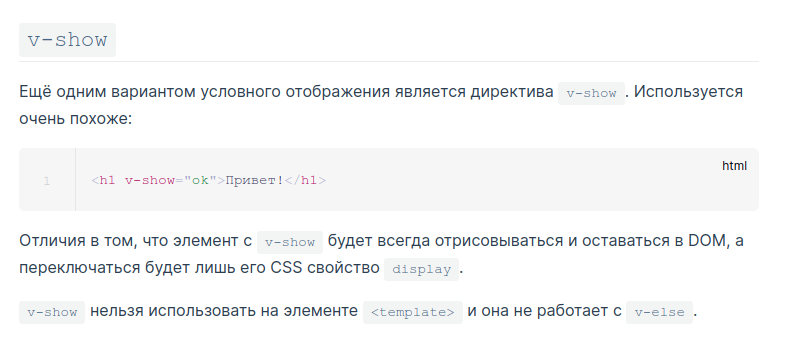 v-show
Ещё одним вариантом условного отображения является директива v-show. Используется
очень похоже:
html
1 <h1 v-show="ok">Привет!</h1>
Отличия в том, что элемент с v-show будет всегда отрисовываться и оставаться в DOM, а
переключаться будет лишь его CSS свойство display.
v-show нельзя использовать на элементе <template> и она не работает с v-else.